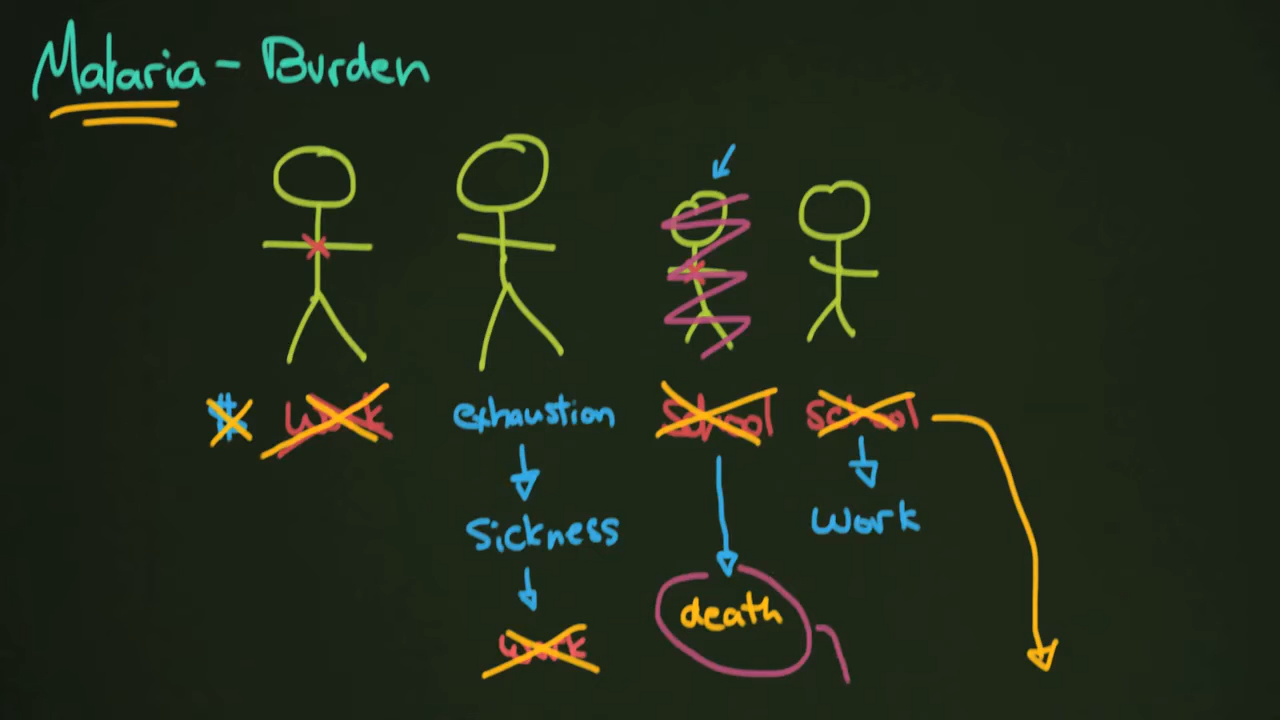 Malaria - Burden
$ work exhaustion school school
Sickness work
work death